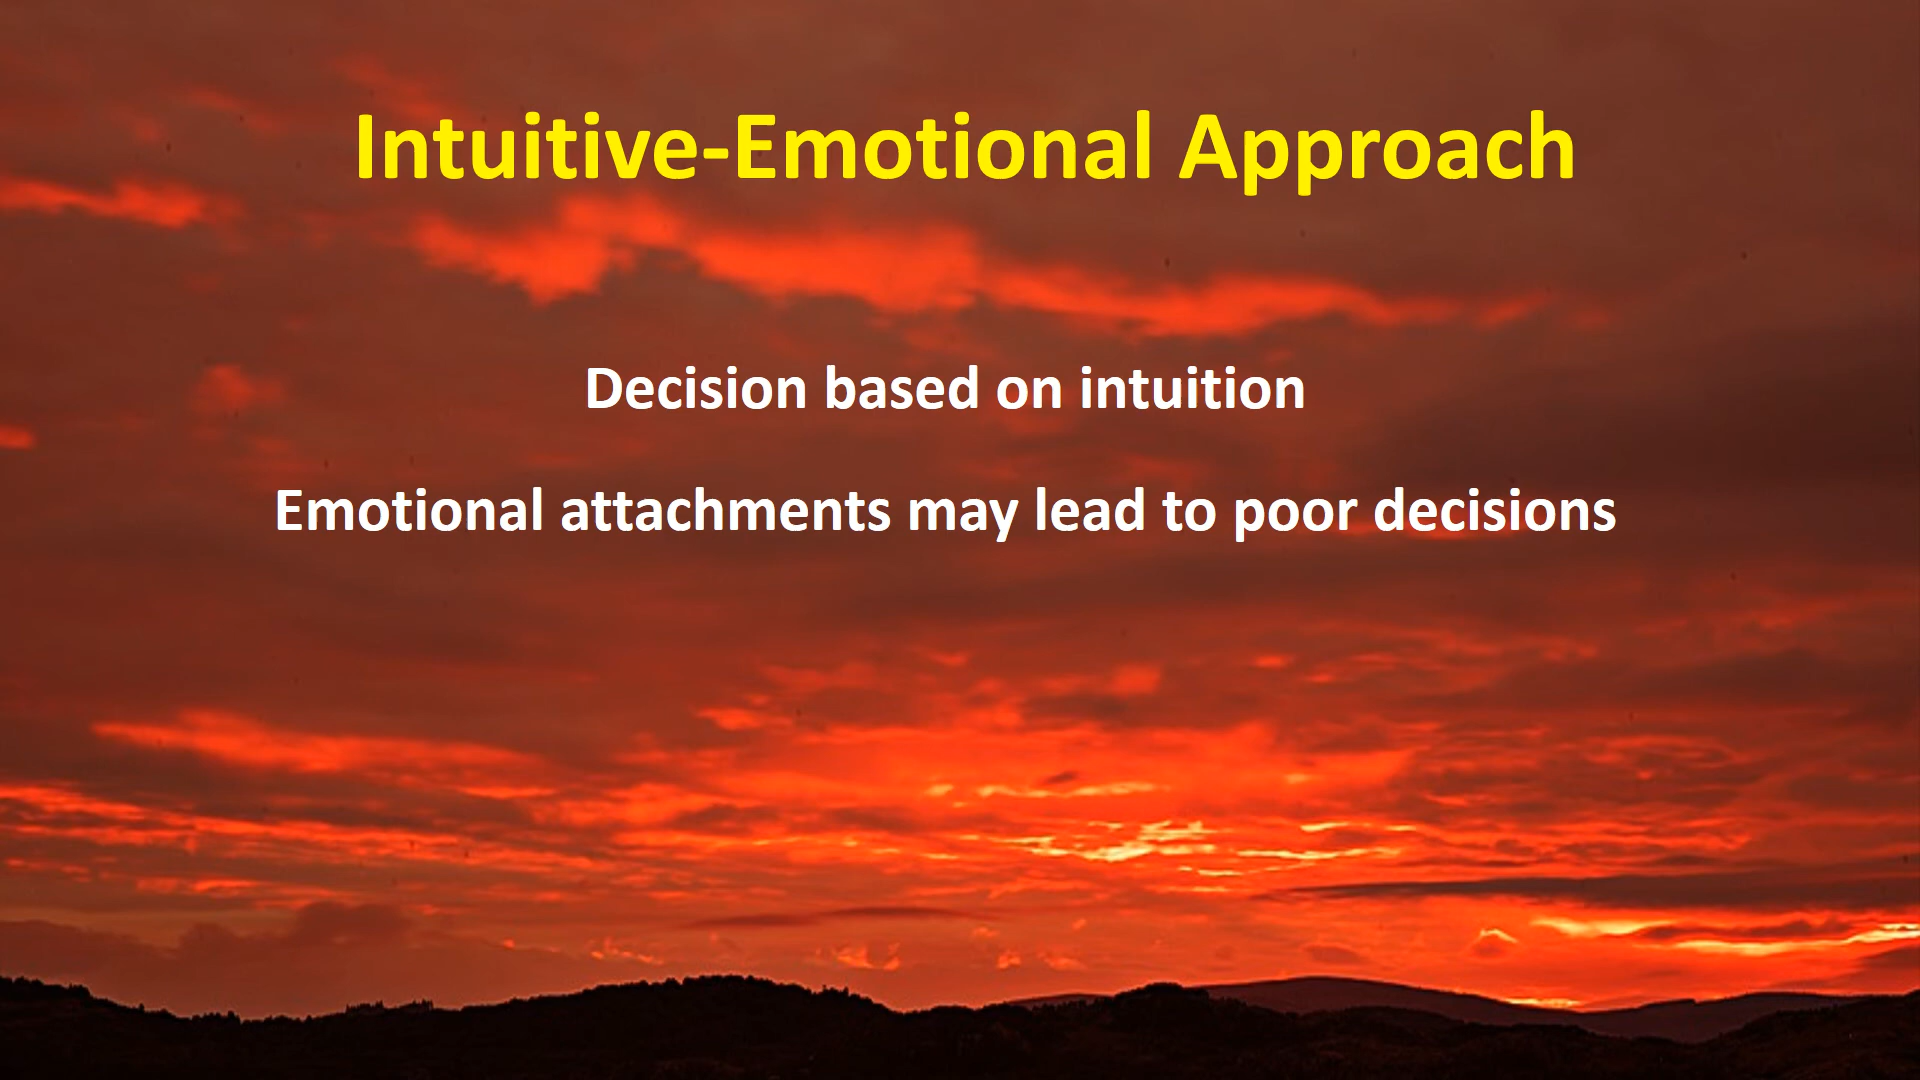 Intuitive-Emotional Approach
Decision based on intuition
Emotional attachments may lead to poor decisions